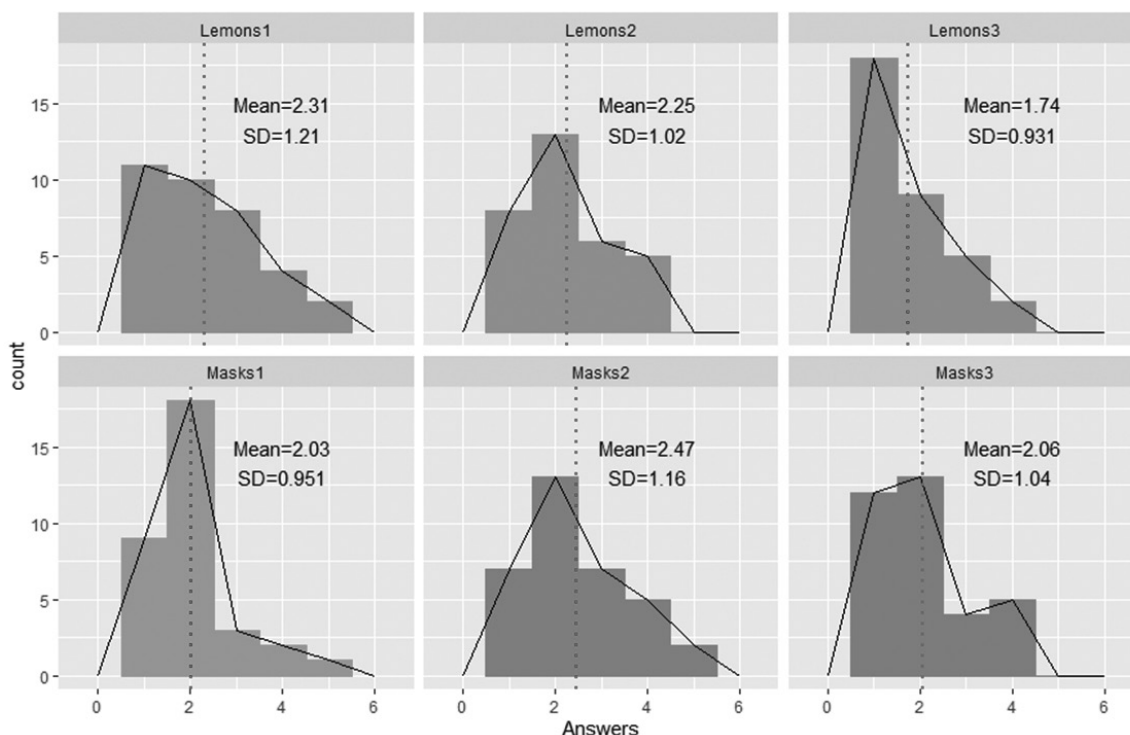 Lemons1
Lemons2
Lemons3
15
10
5
0
Mean=2.31
SD=1.21
Mean=2.25
SD=1.02
Mean=1.74
SD=0.931
count
Masks1
Masks2
Masks3
15
10
5
0
Mean=2.03
SD=0.951
Mean=2.47
SD=1.16
Mean=2.06
SD=1.04
0 2 4 6
0 2 4 6
0 2 4 6
Answers